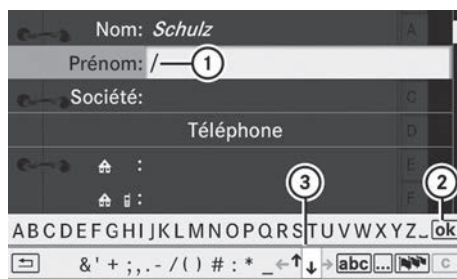 Nom: Schulz A
Prénom: / 1
Société: C
Téléphone D
: E
3 2
: F
ABCDEFGHIJKLMNOPQRSTUVWXYZ_ ok
&'+;,.-/()#:*_←↑↓→ abc ... c